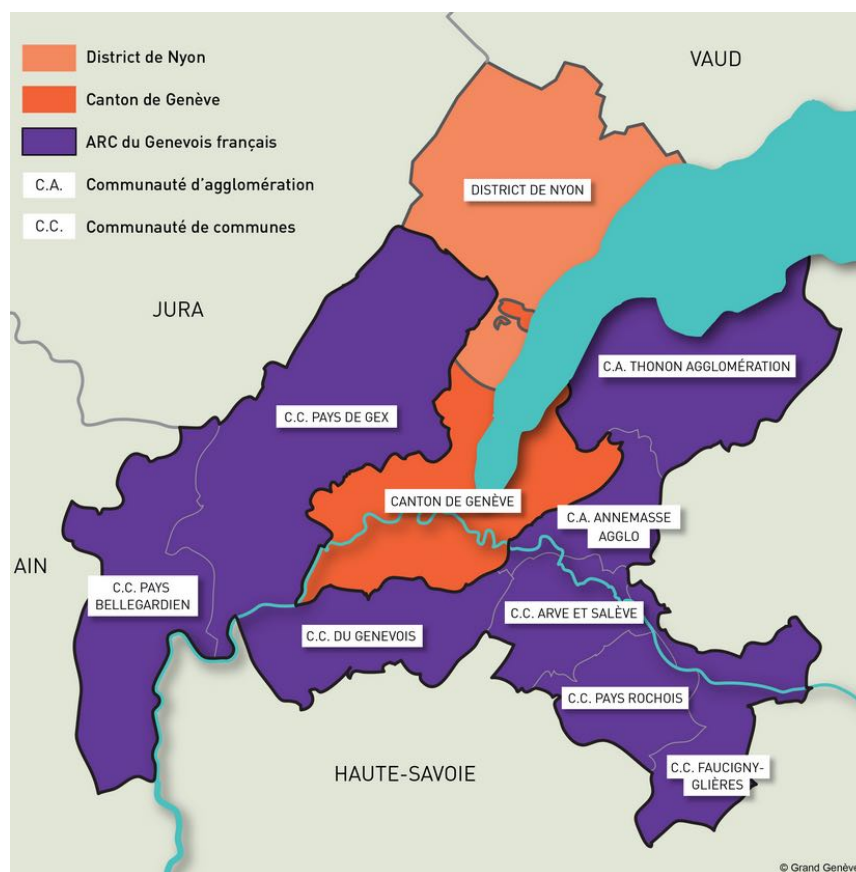 District de Nyon
Canton de Genève
ARC du Genevois français
C.A. Communauté d'agglomération
C.C. Communauté de communes
VAUD
DISTRICT DE NYON
JURA
C.A. THONON AGGLOMÉRATION
C.C. PAYS DE GEX
CANTON DE GENÈVE
C.A. ANNEMASSE
AGGLO
AIN
C.C. PAYS
BELLEGARDIEN
C.C. ARVE ET SALÈVE
C.C. DU GENEVOIS
C.C. PAYS ROCHOIS
HAUTE-SAVOIE
C.C. FAUCIGNY-
GLIÈRES
© Grand Genève